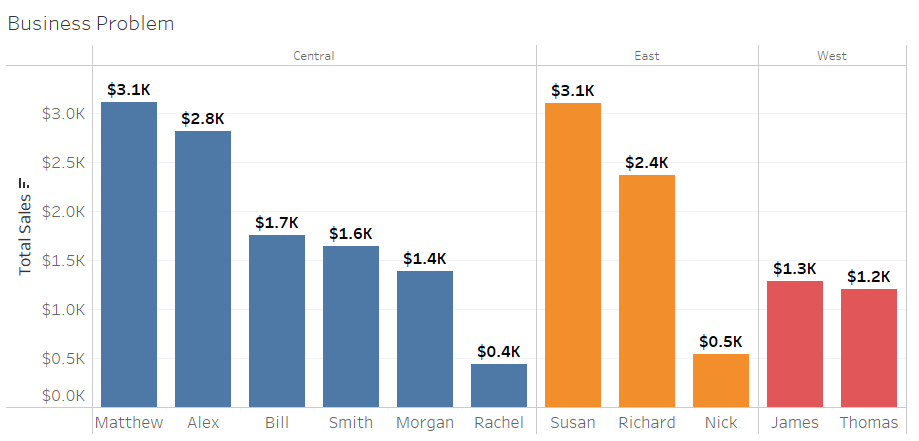 Business Problem
Central East West
$3.1K
$2.8K
$1.7K
$1.6K
$1.4K
$0.4K
$3.1K
$2.4K
$0.5K
$1.3K
$1.2K
Total Sales
$3.0K
$2.5K
$2.0K
$1.5K
$1.0K
$0.5K
$0.0K
Matthew Alex Bill Smith Morgan Rachel Susan Richard Nick James Thomas